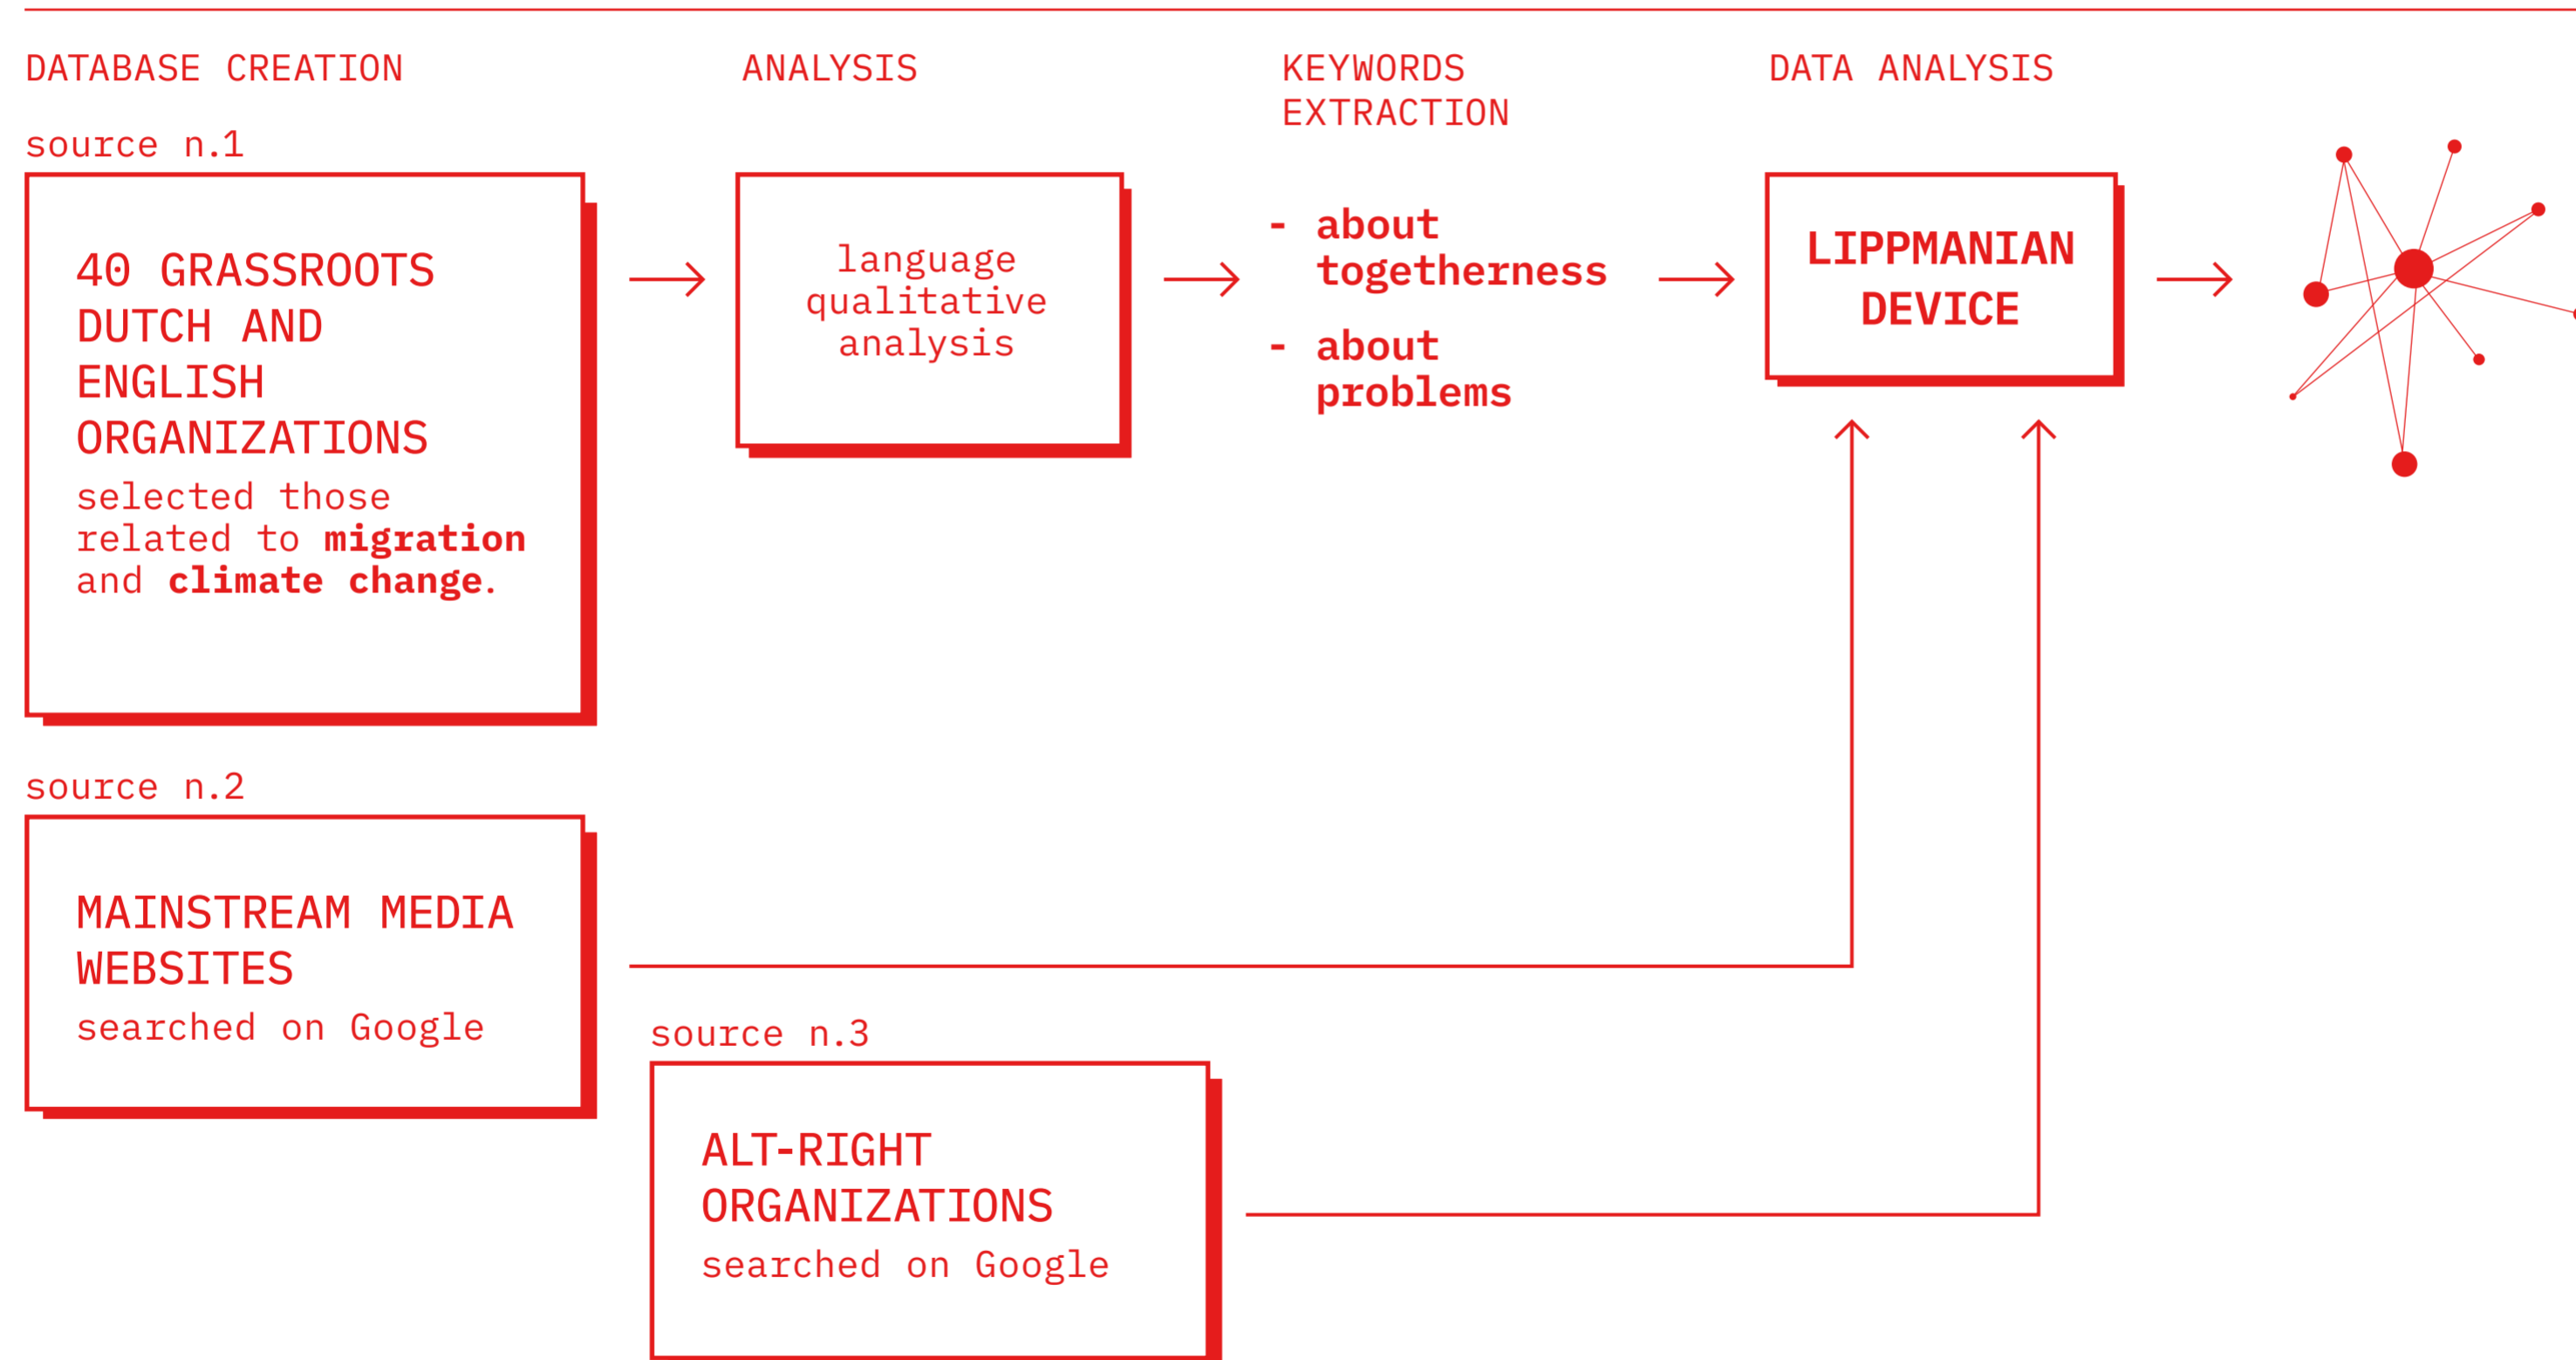 DATABASE CREATION
source n.1
40 GRASSROOTS
DUTCH AND
ENGLISH
ORGANIZATIONS
selected those
related to migration
and climate change.
ANALYSIS
language
qualitative
analysis
KEYWORDS
EXTRACTION
- about
togetherness
- about
problems
DATA ANALYSIS
LIPPMANIAN
DEVICE
source n.2
MAINSTREAM MEDIA
WEBSITES
searched on Google
source n.3
ALT-RIGHT
ORGANIZATIONS
searched on Google